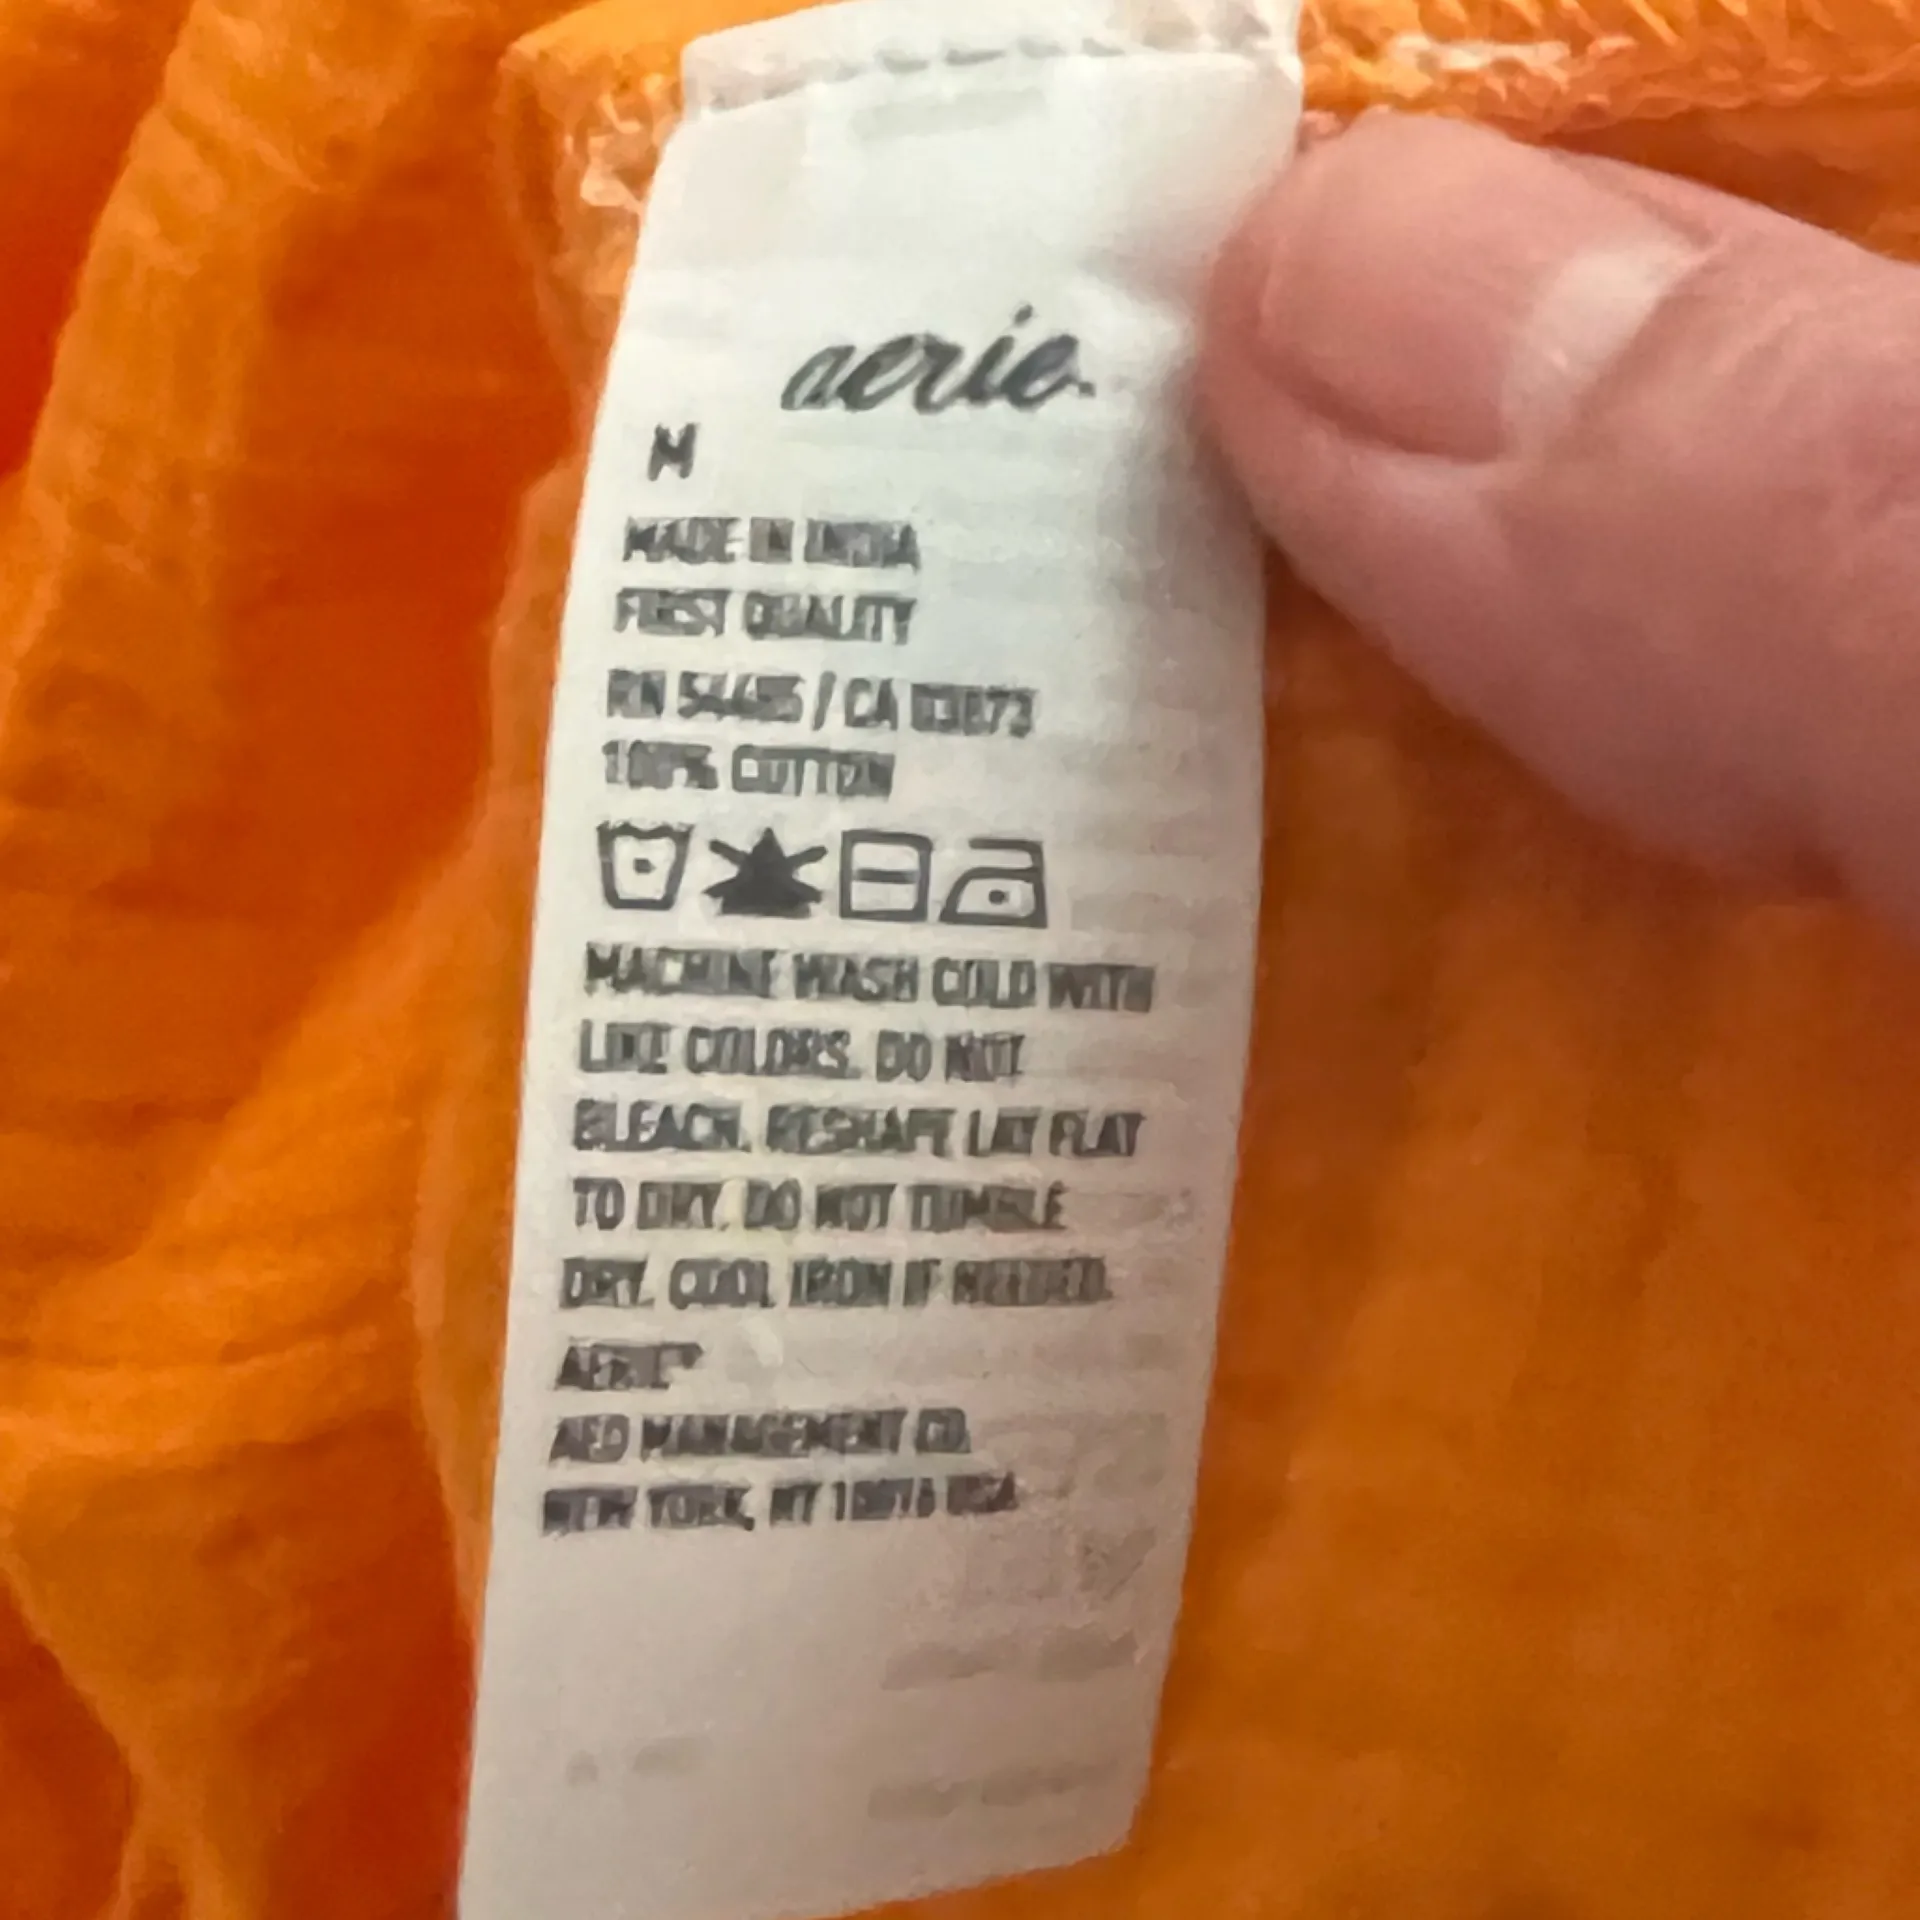 aerie
M
MADE IN INDIA
FIRST QUALITY
RN 54485 / CA 03873
100% COTTON
MACHINE WASH COLD WITH
LIKE COLORS. DO NOT
BLEACH. RESHAPE LAY FLAT
TO DRY. DO NOT TUMBLE
DRY. COOL IRON IF NEEDED.
AERIE™
AEO MANAGEMENT CO.
NEW YORK, NY USA